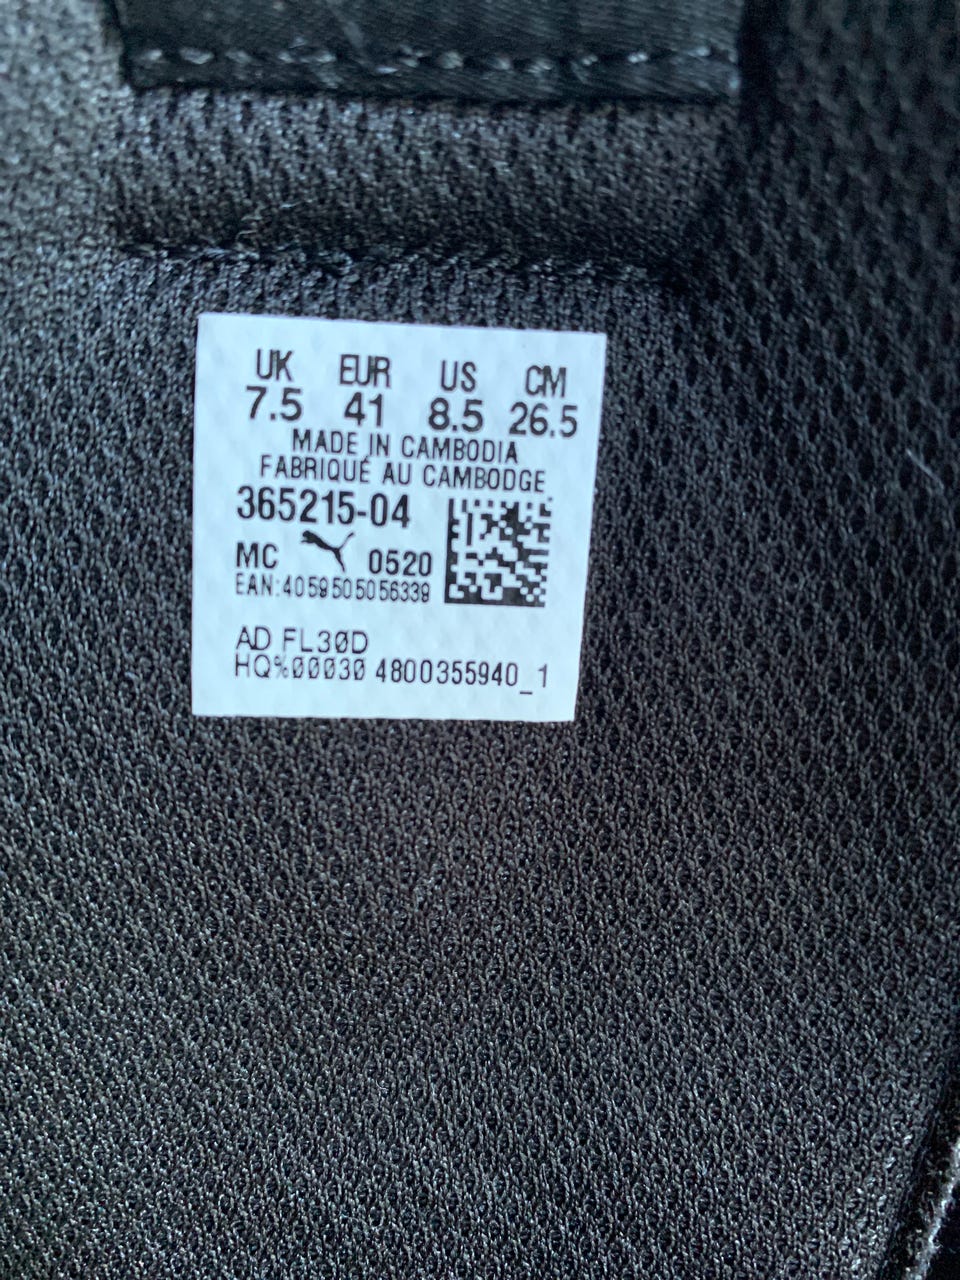 UK EUR US CM
7.5 41 8.5 26.5
MADE IN CAMBODIA
FABRIQUÉ AU CAMBODGE
365215-04
MC 0520
EAN:4059505056339
AD FL30D
HQ%00030 4800355940_1